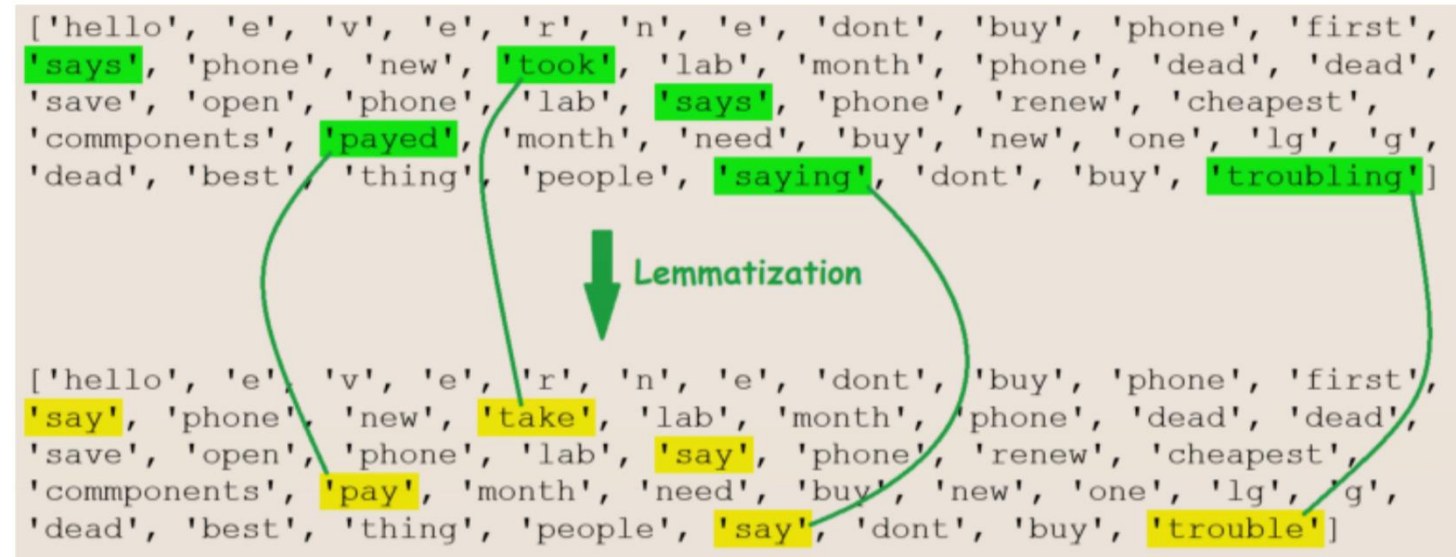 ['hello', 'e', 'v', 'e', 'r', 'n', 'e', 'dont', 'buy', 'phone', 'first',
'says', 'phone', 'new', 'took', 'lab', 'month', 'phone', 'dead', 'dead',
'save', 'open', 'phone', 'lab', 'says', 'phone', 'renew', 'cheapest',
'commponents', 'payed', 'month', 'need', 'buy', 'new', 'one', 'lg', 'g',
'dead', 'best', 'thing', 'people', 'saying', 'dont', 'buy', 'troubling']
Lemmatization
['hello', 'e', 'v', 'e', 'r', 'n', 'e', 'dont', 'buy', 'phone', 'first',
'say', 'phone', 'new', 'take', 'lab', 'month', 'phone', 'dead', 'dead',
'save', 'open', 'phone', 'lab', 'say', 'phone', 'renew', 'cheapest',
'commponents', 'pay', 'month', 'need', 'buy', 'new', 'one', 'lg', 'g',
'dead', 'best', 'thing', 'people', 'say', 'dont', 'buy', 'trouble']